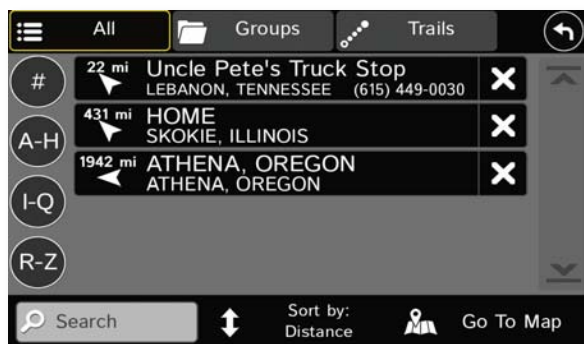 All
Groups
Trails
#
A-H
I-Q
R-Z
22 mi
Uncle Pete's Truck Stop
LEBANON, TENNESSEE (615) 449-0030
431 mi
HOME
SKOKIE, ILLINOIS
1942 mi
ATHENA, OREGON
ATHENA, OREGON
Search
Sort by:
Distance
Go To Map